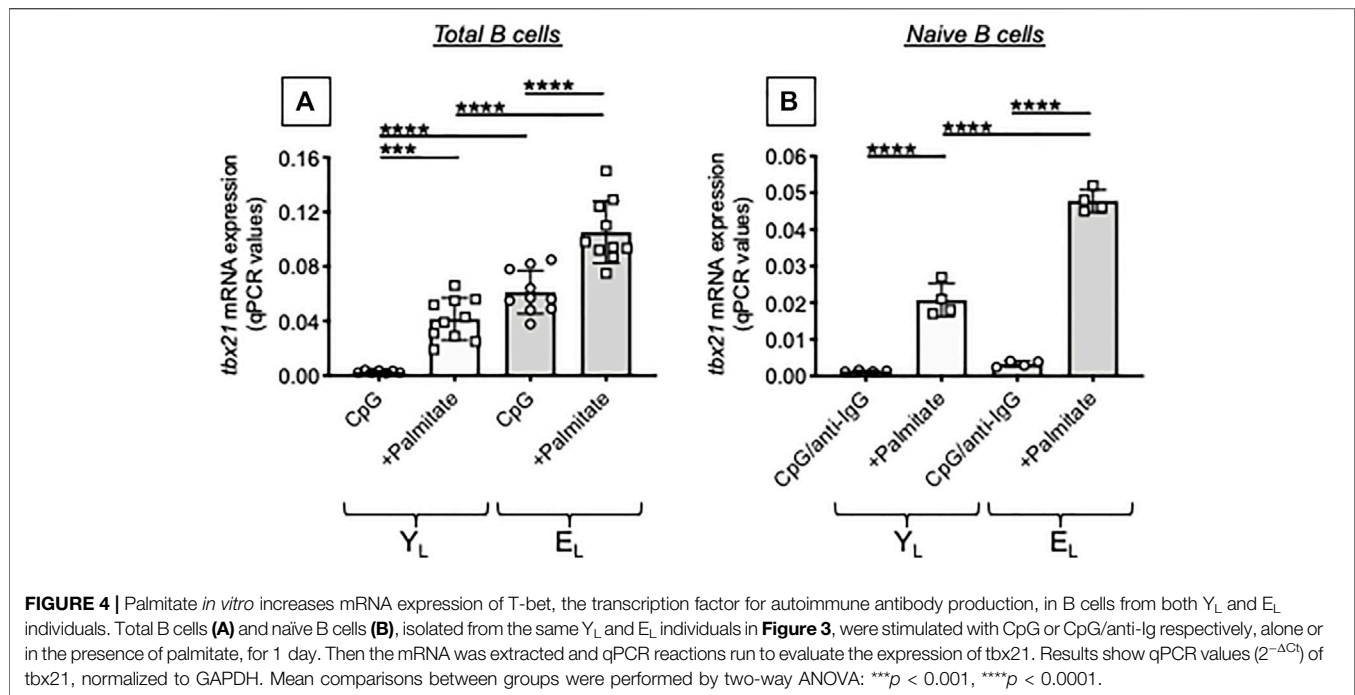 Total B cells
Naive B cells
A
B
****
****
****
***
****
****
****
tbx21 mRNA expression
(qPCR values)
0.16
0.12
0.08
0.04
0.00
tbx21 mRNA expression
(qPCR values)
0.06
0.05
0.04
0.03
0.02
0.01
0.00
CpG
+Palmitate
CpG
+Palmitate
CpG/anti-IgG
+Palmitate
CpG/anti-IgG
+Palmitate
YL
EL
YL
EL
FIGURE 4 | Palmitate in vitro increases mRNA expression of T-bet, the transcription factor for autoimmune antibody production, in B cells from both YL and EL
individuals. Total B cells (A) and naïve B cells (B), isolated from the same YL and EL individuals in Figure 3, were stimulated with CpG or CpG/anti-Ig respectively, alone or
in the presence of palmitate, for 1 day. Then the mRNA was extracted and qPCR reactions run to evaluate the expression of tbx21. Results show qPCR values (2−ΔCt) of
tbx21, normalized to GAPDH. Mean comparisons between groups were performed by two-way ANOVA: ***p < 0.001, ****p < 0.0001.